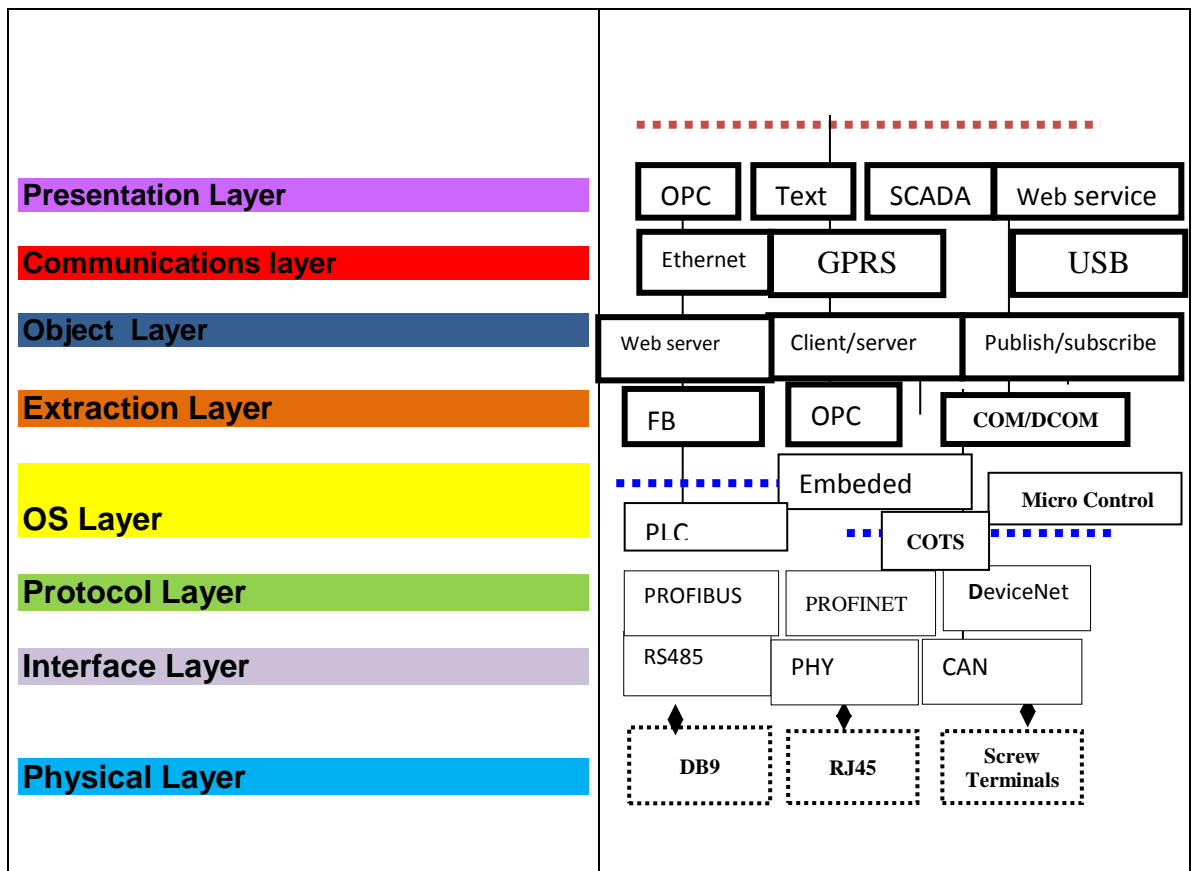 Presentation Layer
OPC
Text
SCADA
Web service
Communications layer
Ethernet
GPRS
USB
Object Layer
Web server
Client/server
Publish/subscribe
Extraction Layer
FB
OPC
COM/DCOM
OS Layer
Embeded
Micro Control
PLC
COTS
Protocol Layer
PROFIBUS
PROFINET
DeviceNet
Interface Layer
RS485
PHY
CAN
Physical Layer
DB9
RJ45
Screw
Terminals